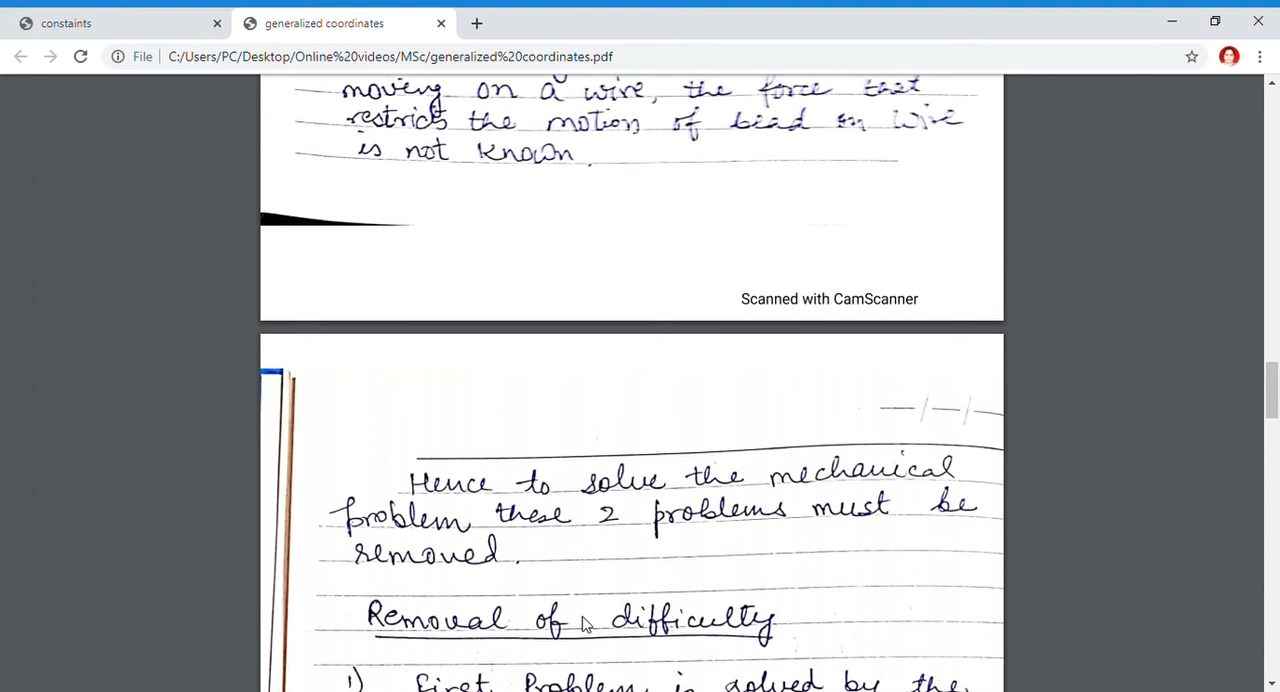 constaints
generalized coordinates
File
C:/Users/PC/Desktop/Online%20videos/MSc/generalized%20coordinates.pdf
moving on a wire, the force that
restricts the motion of bead on wire
is not known.
Scanned with CamScanner
—/—/—
Hence to solve the mechanical
problem these 2 problems must be
removed.
Removal of difficulty
1) First Problem is solved by the